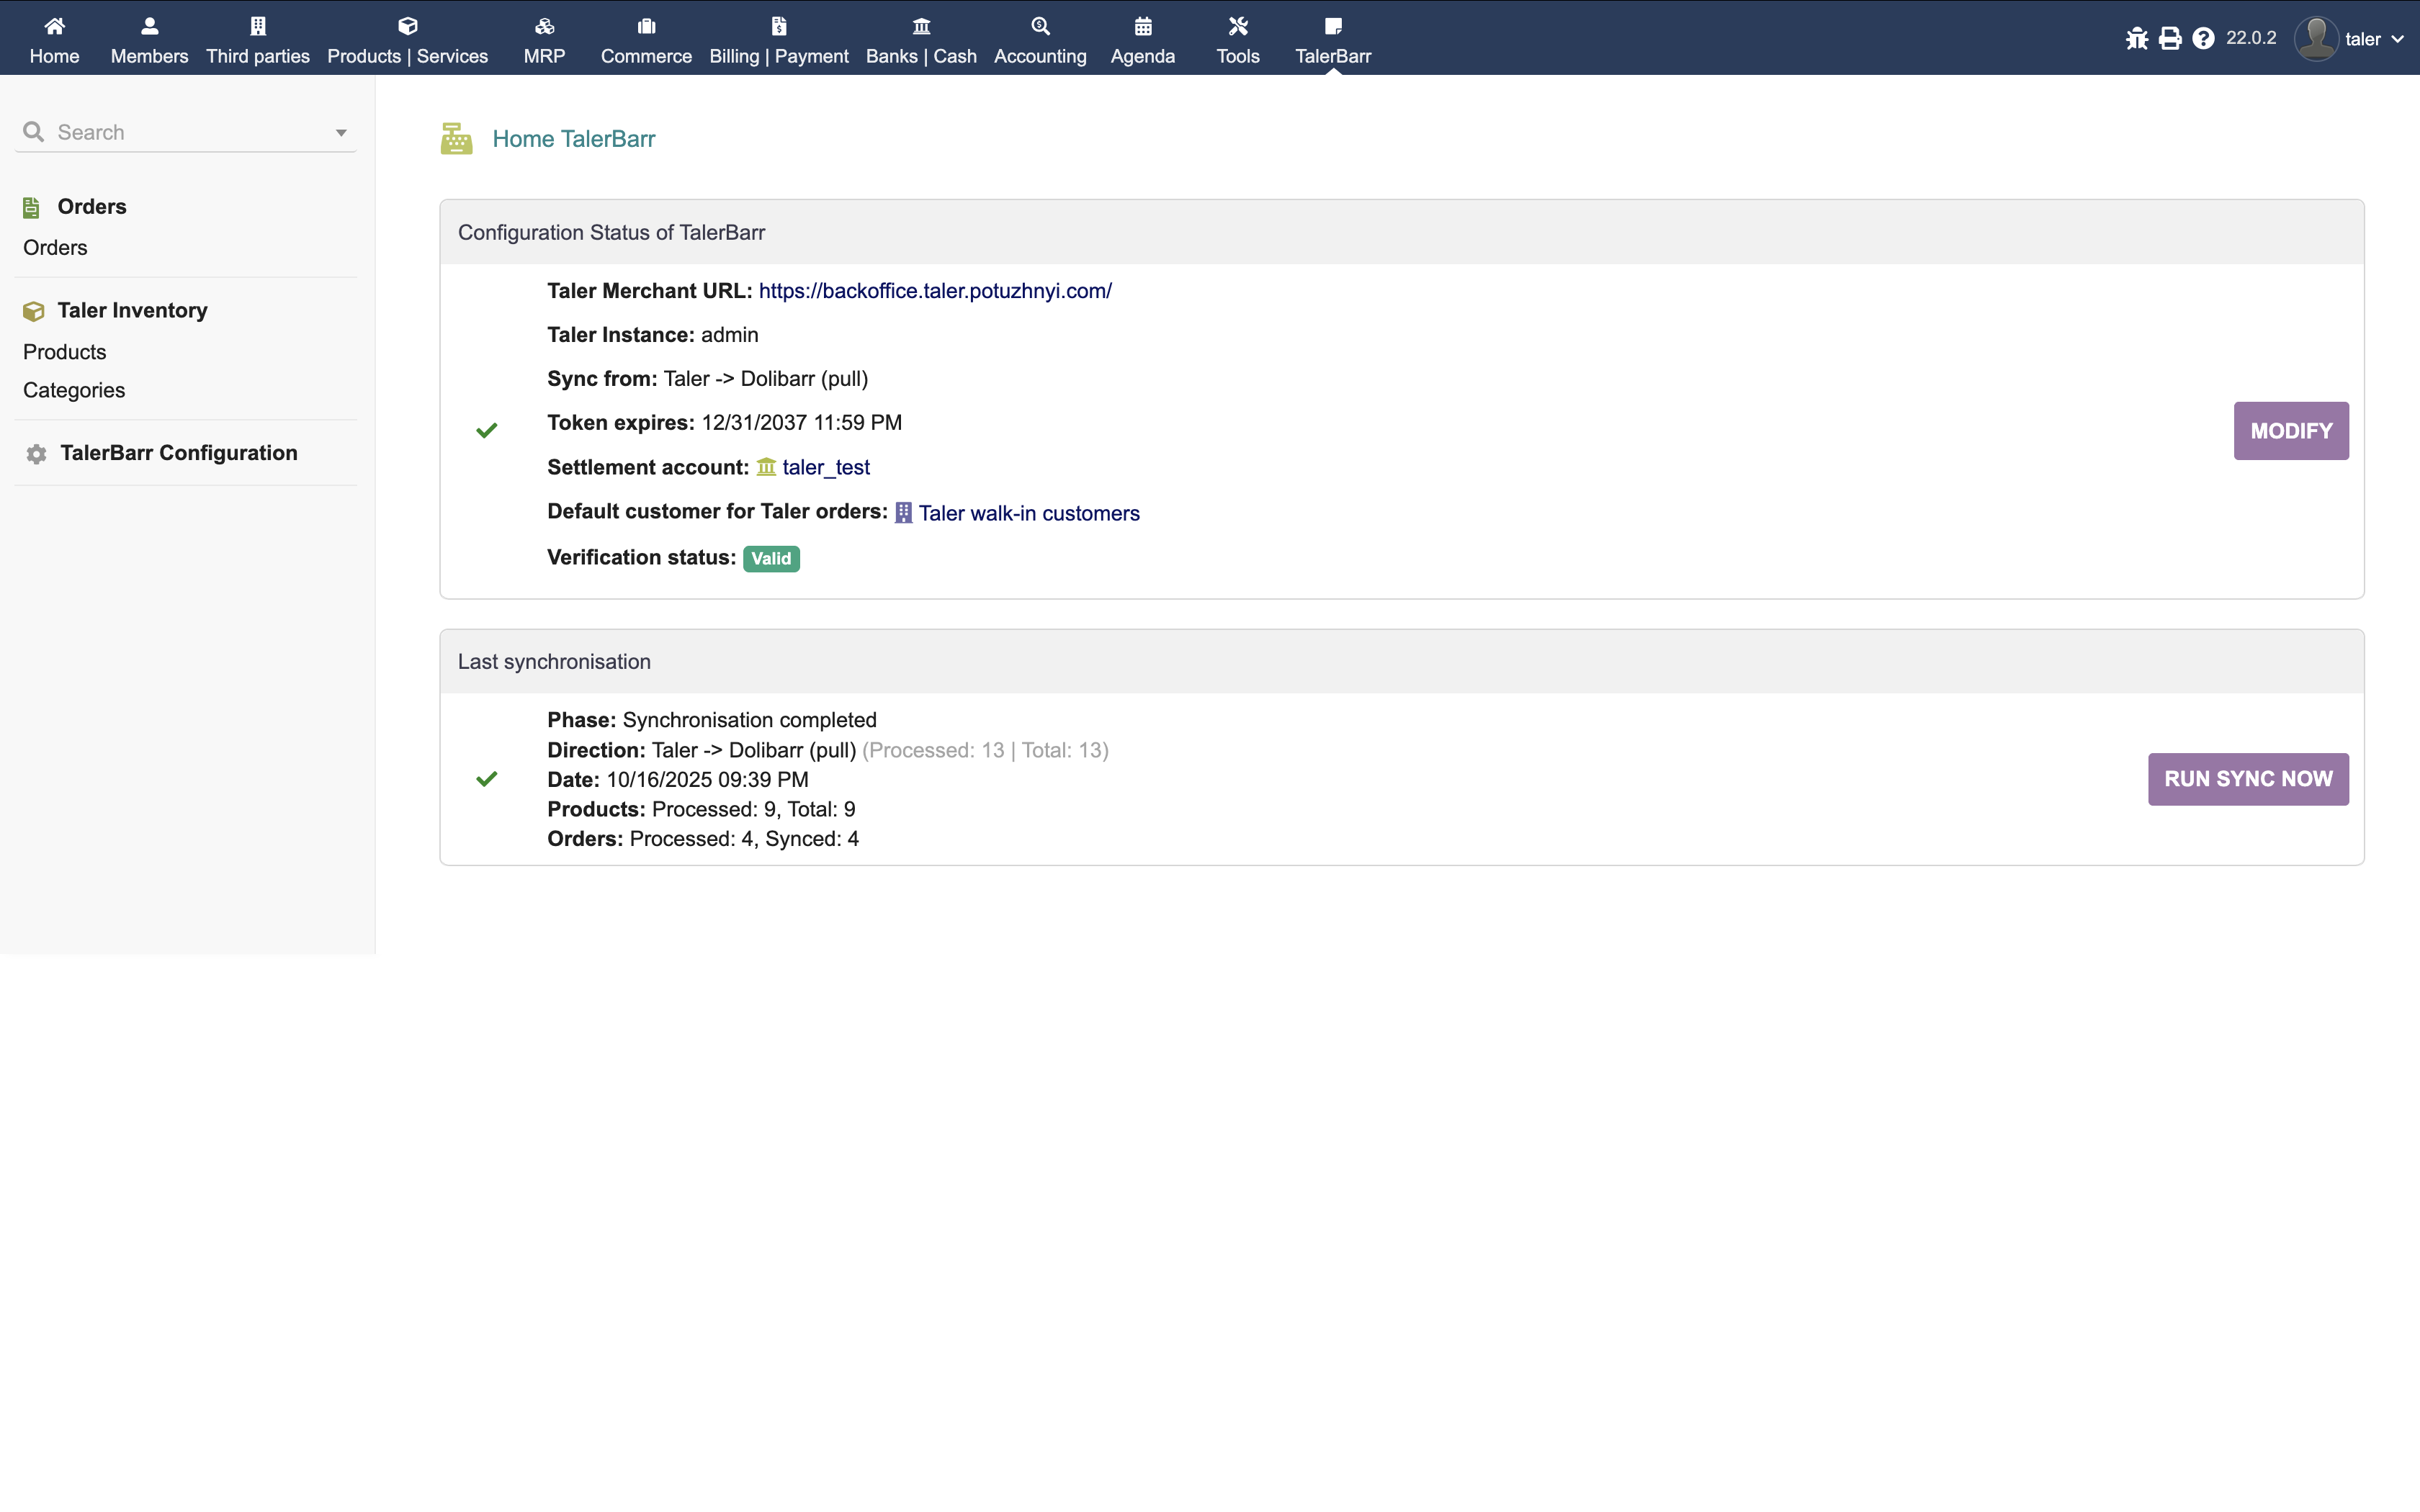 Home Members Third parties Products | Services MRP Commerce Billing | Payment Banks | Cash Accounting Agenda Tools TalerBarr 22.0.2 taler
Search
Orders
Orders
Taler Inventory
Products
Categories
TalerBarr Configuration
Home TalerBarr
Configuration Status of TalerBarr
Taler Merchant URL: https://backoffice.taler.potuzhnyi.com/
Taler Instance: admin
Sync from: Taler -> Dolibarr (pull)
Token expires: 12/31/2037 11:59 PM
Settlement account: taler_test
Default customer for Taler orders: Taler walk-in customers
Verification status: Valid
MODIFY
Last synchronisation
Phase: Synchronisation completed
Direction: Taler -> Dolibarr (pull) (Processed: 13 | Total: 13)
Date: 10/16/2025 09:39 PM
Products: Processed: 9, Total: 9
Orders: Processed: 4, Synced: 4
RUN SYNC NOW